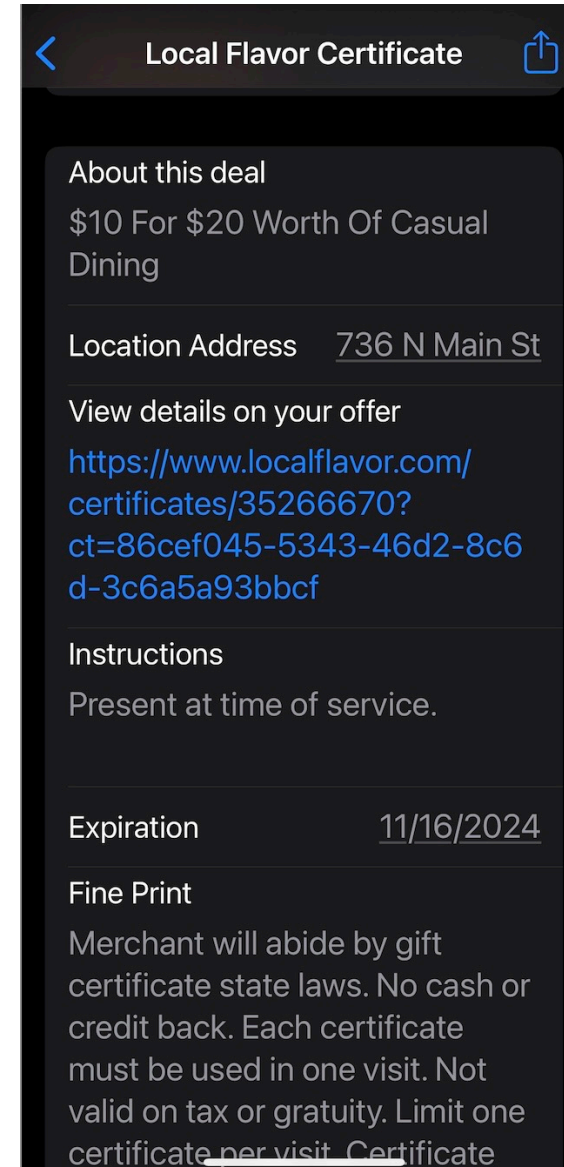 Local Flavor Certificate
About this deal
$10 For $20 Worth Of Casual
Dining
Location Address 736 N Main St
View details on your offer
https://www.localflavor.com/
certificates/35266670?
ct=86cef045-5343-46d2-8c6
d-3c6a5a93bbcf
Instructions
Present at time of service.
Expiration 11/16/2024
Fine Print
Merchant will abide by gift
certificate state laws. No cash or
credit back. Each certificate
must be used in one visit. Not
valid on tax or gratuity. Limit one
certificate per visit. Certificate